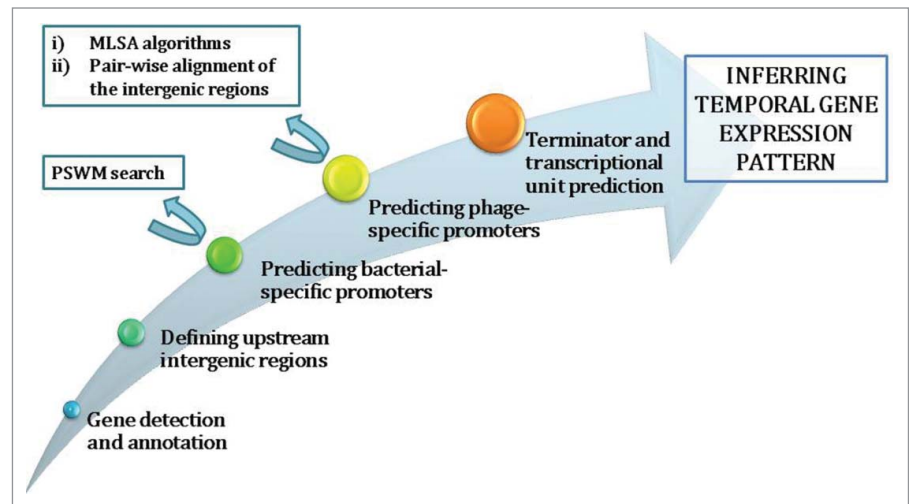 i) MLSA algorithms
ii) Pair-wise alignment of
the intergenic regions
PSWM search
INFERRING
TEMPORAL GENE
EXPRESSION
PATTERN
Terminator and
transcriptional
unit prediction
Predicting phage-
specific promoters
Predicting bacterial-
specific promoters
Defining upstream
intergenic regions
Gene detection
and annotation